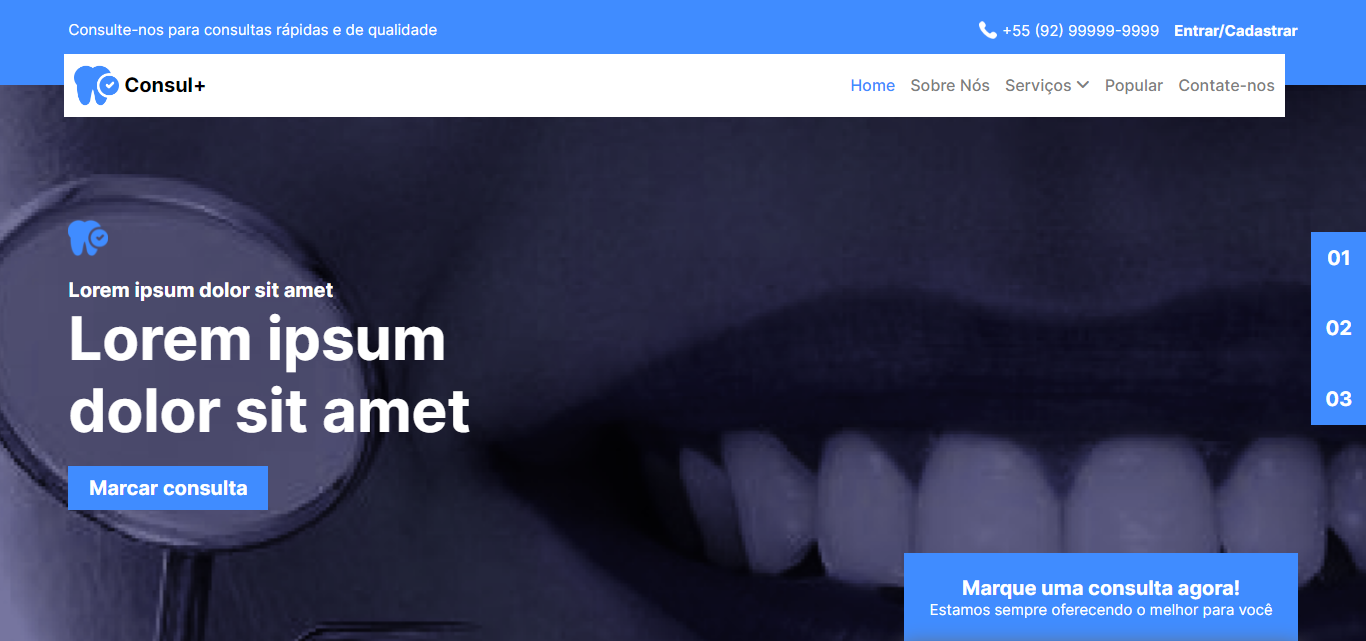 Consulte-nos para consultas rápidas e de qualidade
+55 (92) 99999-9999 Entrar/Cadastrar
Consul+
Home Sobre Nós Serviços Popular Contate-nos
Lorem ipsum dolor sit amet
Lorem ipsum
dolor sit amet
Marcar consulta
01
02
03
Marque uma consulta agora!
Estamos sempre oferecendo o melhor para você